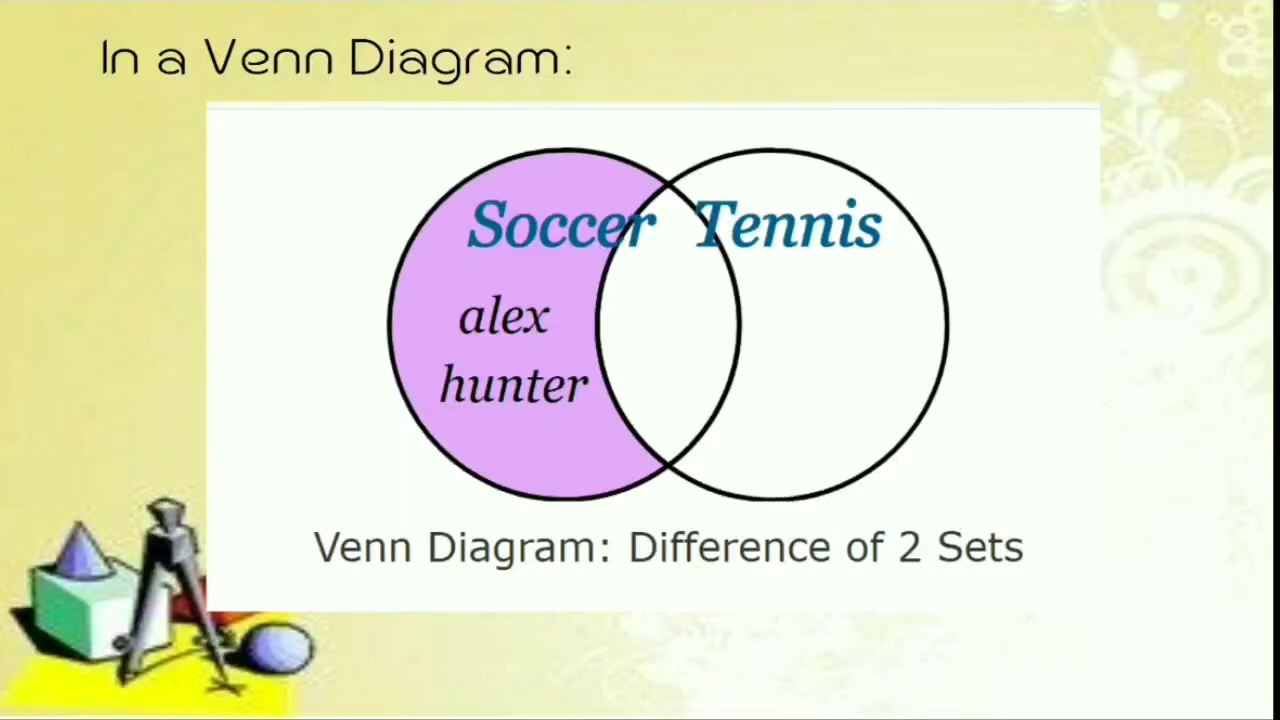 In a Venn Diagram:
Soccer Tennis
alex
hunter
Venn Diagram: Difference of 2 Sets